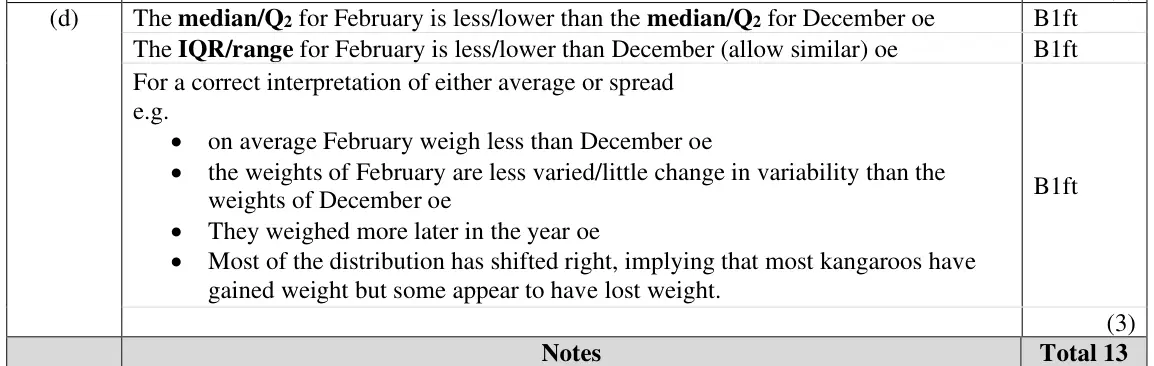 (d) The median/Q2 for February is less/lower than the median/Q2 for December oe B1ft
The IQR/range for February is less/lower than December (allow similar) oe B1ft
For a correct interpretation of either average or spread
e.g.
• on average February weigh less than December oe
• the weights of February are less varied/little change in variability than the
weights of December oe
B1ft
• They weighed more later in the year oe
• Most of the distribution has shifted right, implying that most kangaroos have
gained weight but some appear to have lost weight.
(3)
Notes Total 13